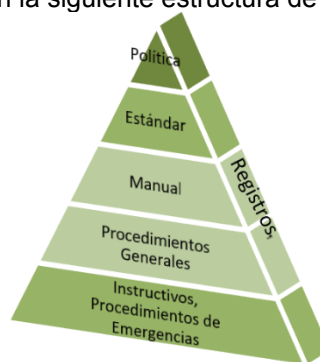 n la siguiente estructura de
Política
Estándar
Manual
Registros,
Procedimientos
Generales
Instructivos,
Procedimientos de
Emergencias